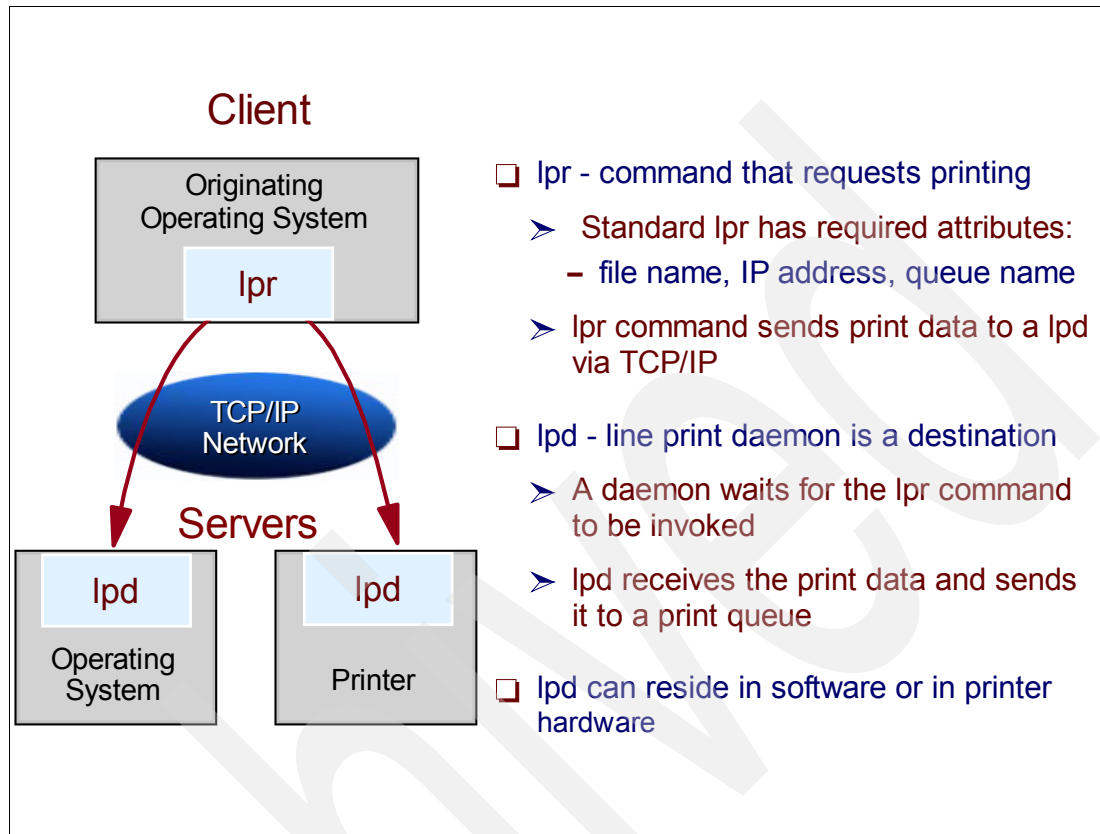 Client
Originating
Operating System
lpr
TCP/IP
Network
Servers
lpd
Operating
System
lpd
Printer
❑ lpr - command that requests printing
➢ Standard lpr has required attributes:
– file name, IP address, queue name
➢ lpr command sends print data to a lpd
via TCP/IP
❑ lpd - line print daemon is a destination
➢ A daemon waits for the lpr command
to be invoked
➢ lpd receives the print data and sends
it to a print queue
❑ lpd can reside in software or in printer
hardware
hived